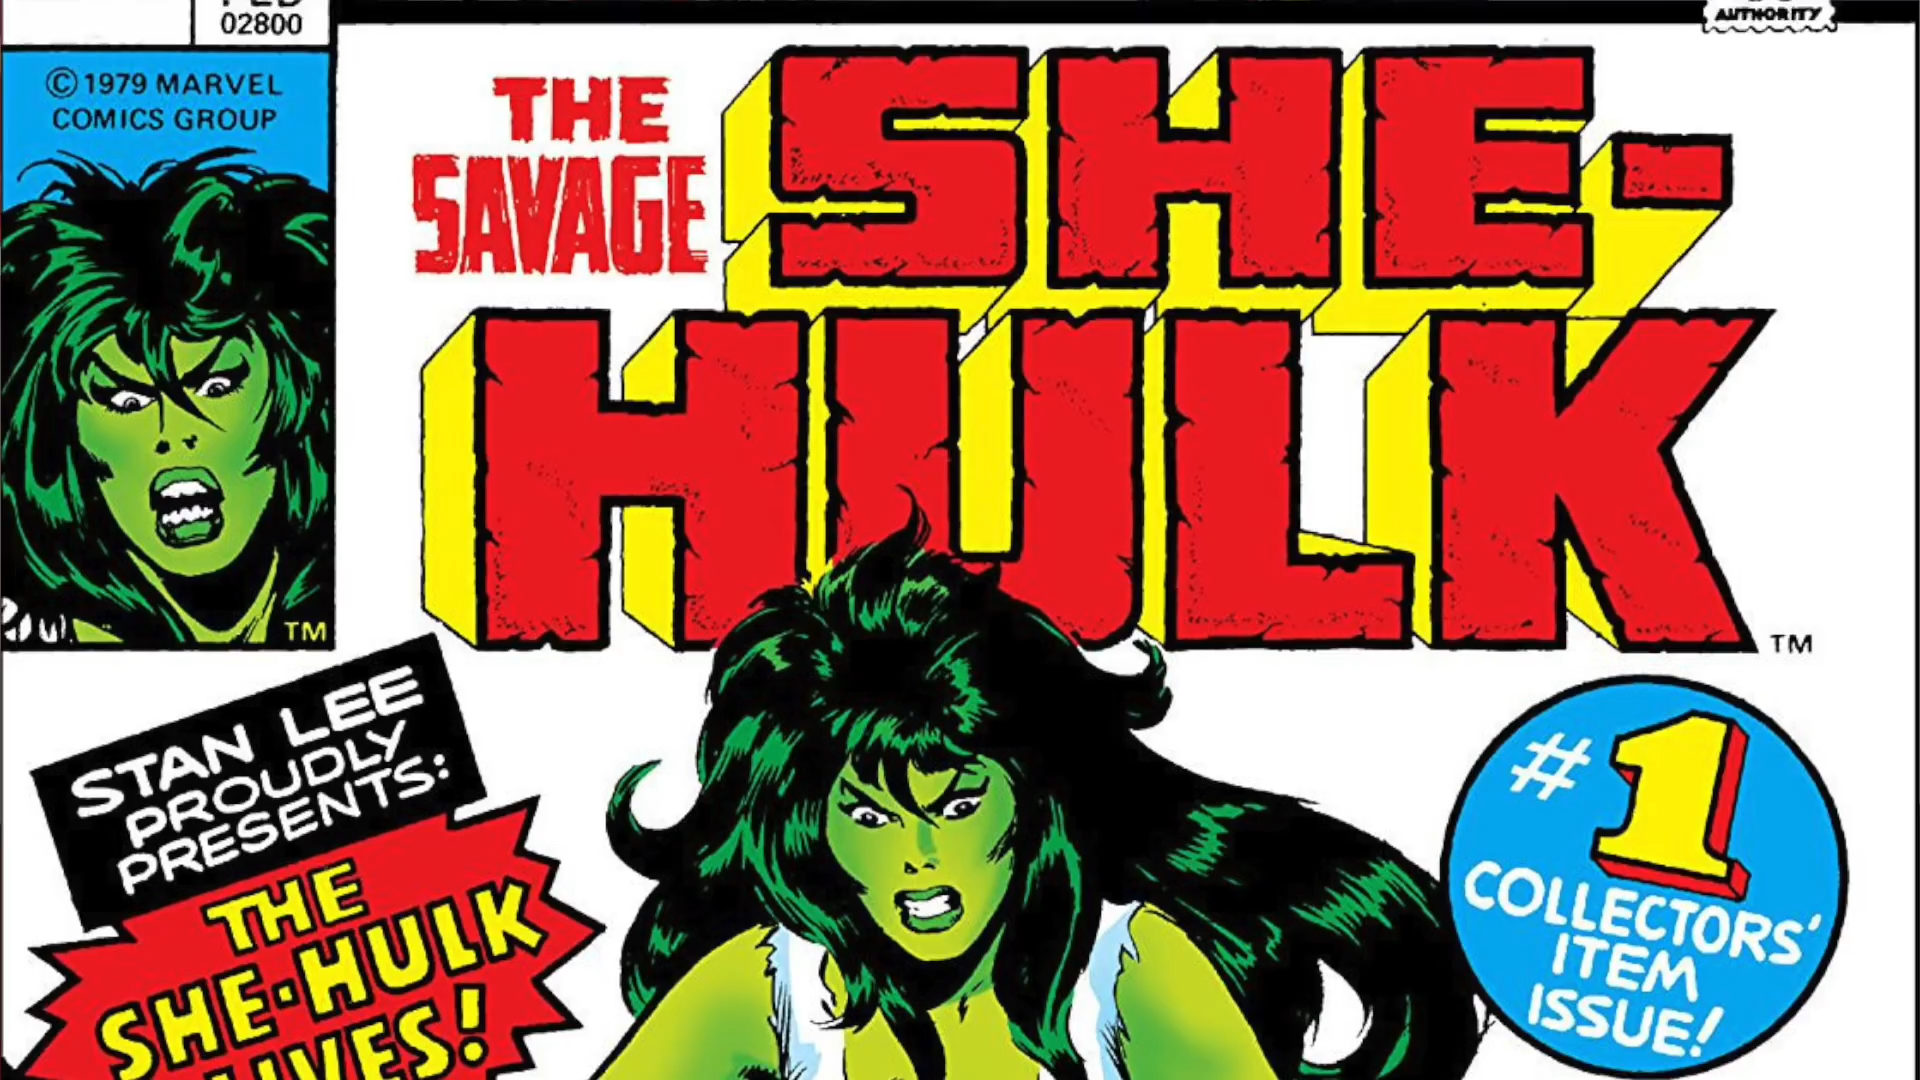 02800
© 1979 MARVEL
COMICS GROUP
TM
AUTHORITY
THE
SAVAGE
SHE-
HULK
TM
STAN LEE
PROUDLY
PRESENTS:
THE
SHE-HULK
LIVES!
#1
COLLECTORS'
ITEM
ISSUE!